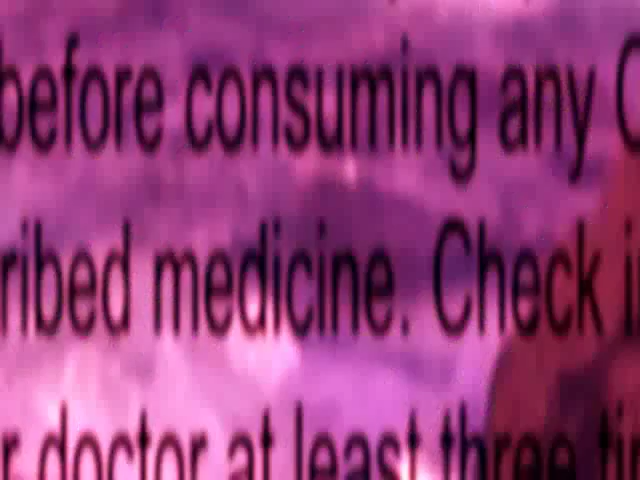 before consuming any
ribed medicine. Check
doctor at least three